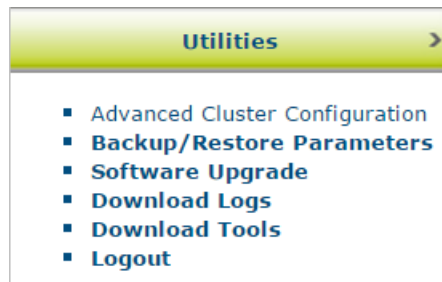 Utilities
Advanced Cluster Configuration
Backup/Restore Parameters
Software Upgrade
Download Logs
Download Tools
Logout